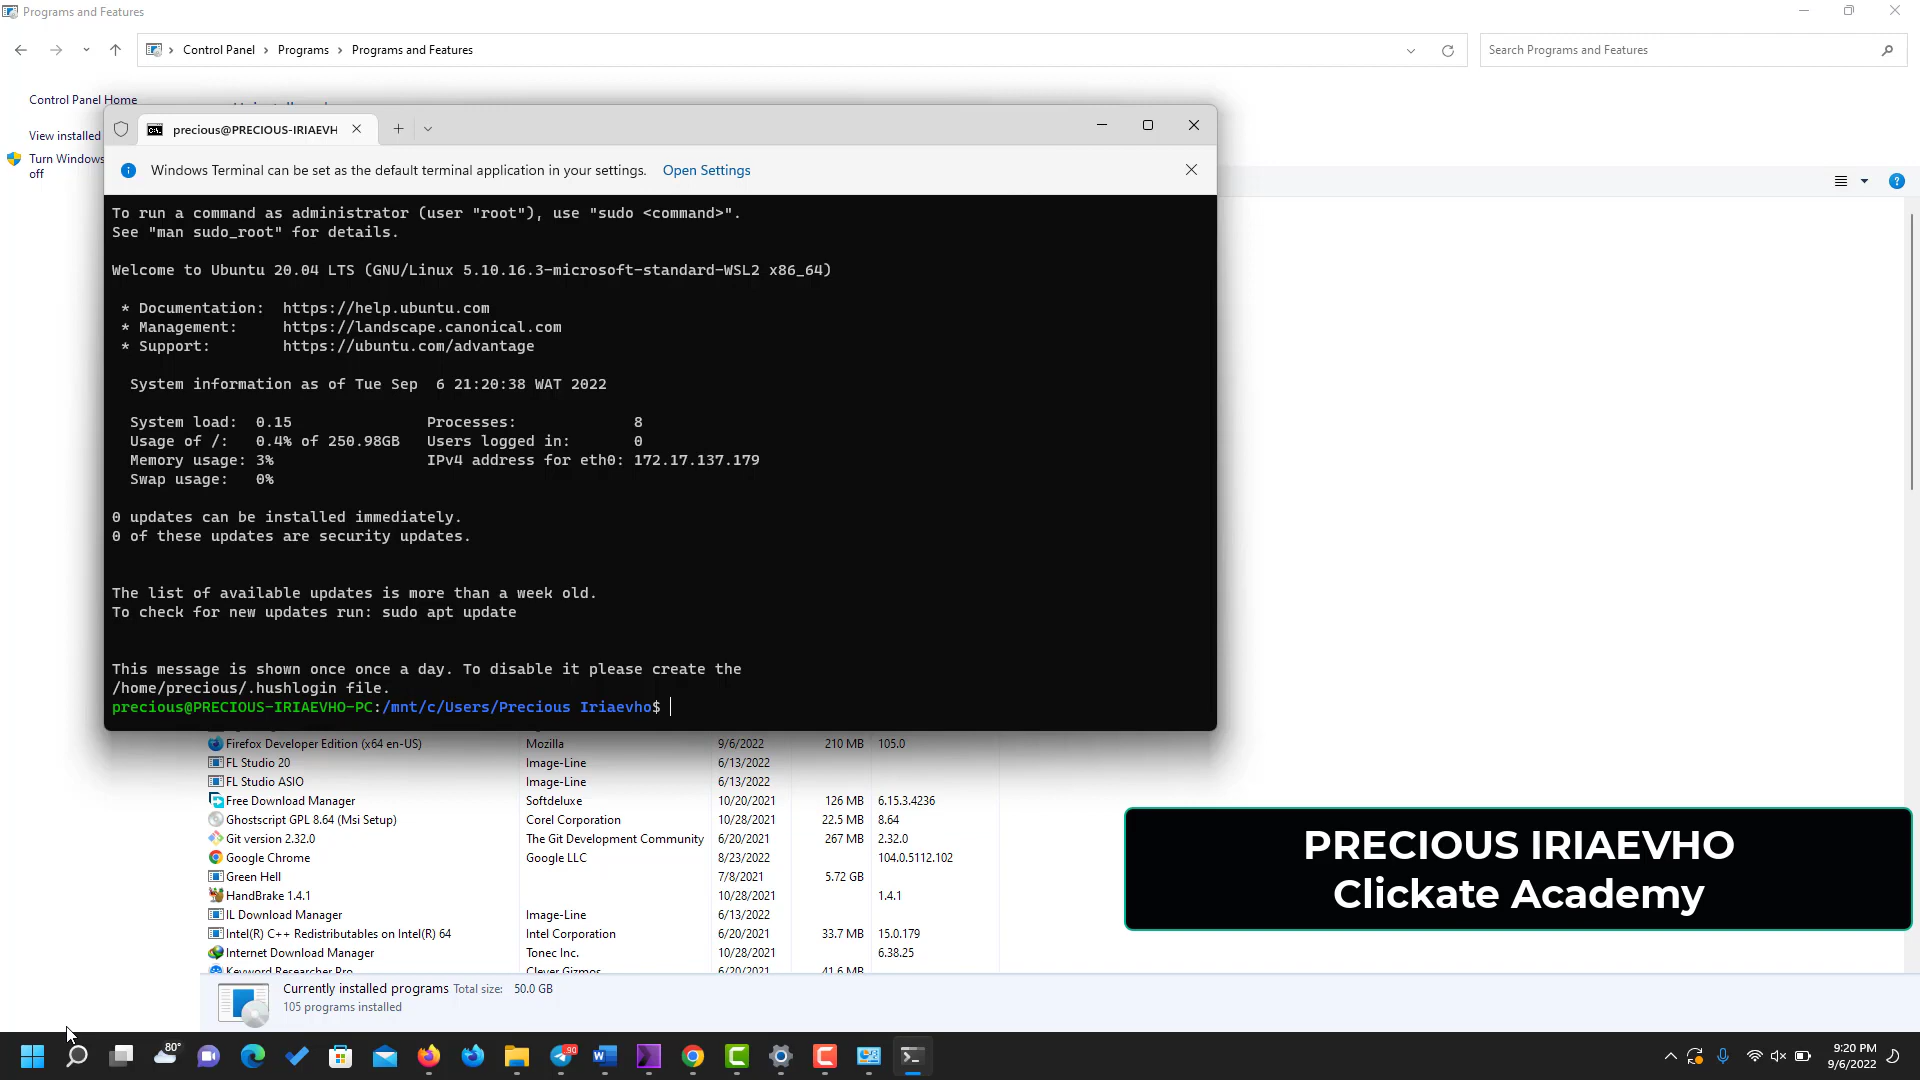 Programs and Features
Control Panel > Programs > Programs and Features
Search Programs and Features
Control Panel Home
View installed
Turn Windows
off
precious@PRECIOUS-IRIAEVH
Windows Terminal can be set as the default terminal application in your settings. Open Settings
To run a command as administrator (user "root"), use "sudo <command>".
See "man sudo_root" for details.
Welcome to Ubuntu 20.04 LTS (GNU/Linux 5.10.16.3-microsoft-standard-WSL2 x86_64)
* Documentation: https://help.ubuntu.com
* Management: https://landscape.canonical.com
* Support: https://ubuntu.com/advantage
System information as of Tue Sep 6 21:20:38 WAT 2022
System load: 0.15 Processes: 8
Usage of /: 0.4% of 250.98GB Users logged in: 0
Memory usage: 3% IPv4 address for eth0: 172.17.137.179
Swap usage: 0%
0 updates can be installed immediately.
0 of these updates are security updates.
The list of available updates is more than a week old.
To check for new updates run: sudo apt update
This message is shown once once a day. To disable it please create the
/home/precious/.hushlogin file.
precious@PRECIOUS-IRIAEVHO-PC:/mnt/c/Users/Precious Iriaevho$
Firefox Developer Edition (x64 en-US) Mozilla 9/6/2022 210 MB 105.0
FL Studio 20 Image-Line 6/13/2022
FL Studio ASIO Image-Line 6/13/2022
Free Download Manager Softdeluxe 10/20/2021 126 MB 6.15.3.4236
Ghostscript GPL 8.64 (Msi Setup) Corel Corporation 10/28/2021 22.5 MB 8.64
Git version 2.32.0 The Git Development Community 6/20/2021 267 MB 2.32.0
Google Chrome Google LLC 8/23/2022 104.0.5112.102
Green Hell 7/8/2021 5.72 GB
HandBrake 1.4.1 10/28/2021 1.4.1
IL Download Manager Image-Line 6/13/2022
Intel(R) C++ Redistributables on Intel(R) 64 Intel Corporation 6/20/2021 33.7 MB 15.0.179
Internet Download Manager Tonec Inc. 10/28/2021 6.38.25
Keyword Researcher Pro Clever Gizmos 6/20/2021 41.6 MB
PRECIOUS IRIAEVHO
Clickate Academy
Currently installed programs Total size: 50.0 GB
105 programs installed
80°
90
9:20 PM
9/6/2022